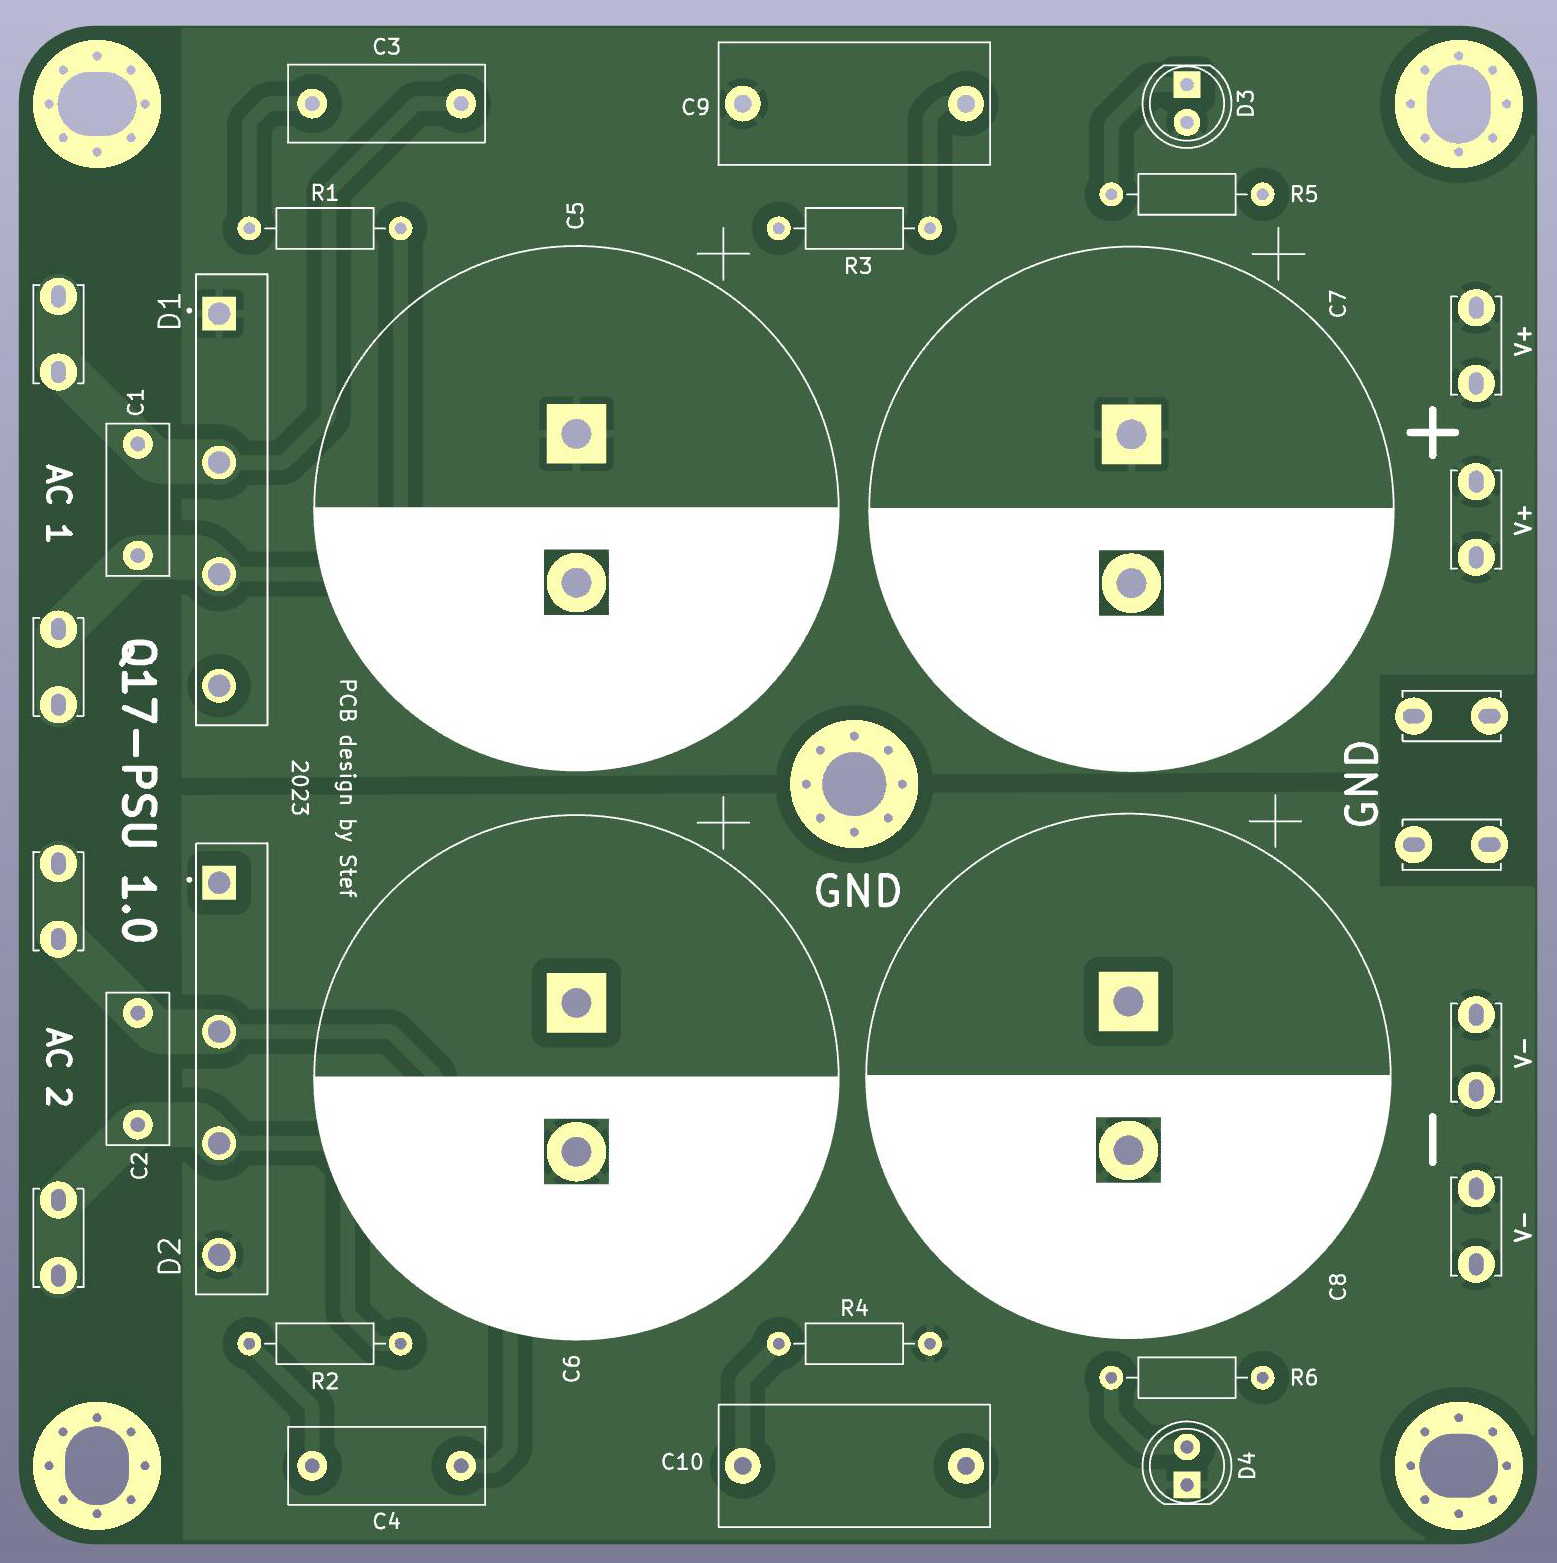 C3
C9
D3
R1
R5
C5
R3
D1
C7
V+
C1
+
AC 1
V+
Q17-PSU 1.0
PCB design by Stef
2023
GND
GND
AC 2
V-
C2
-
V-
D2
C8
R4
C6
R2
R6
C10
D4
C4